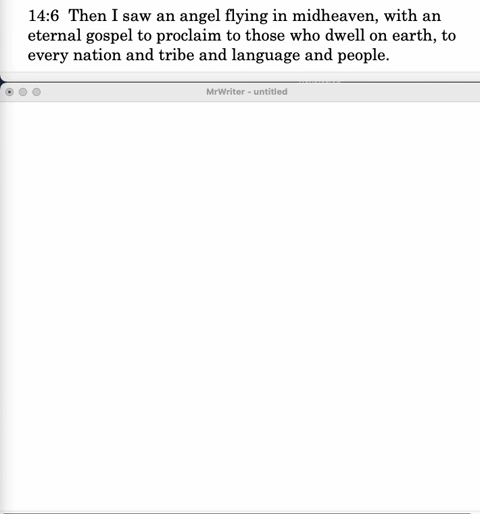 14:6 Then I saw an angel flying in midheaven, with an
eternal gospel to proclaim to those who dwell on earth, to
every nation and tribe and language and people.
MrWriter - untitled